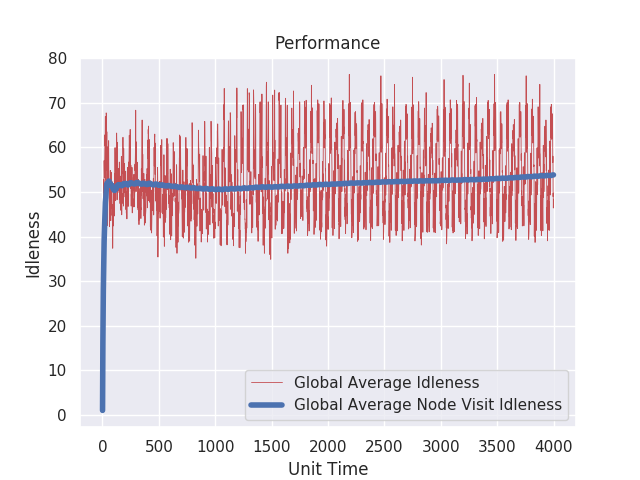 Performance
80
70
60
50
40
30
20
10
0
Idleness
Global Average Idleness
Global Average Node Visit Idleness
0 500 1000 1500 2000 2500 3000 3500 4000
Unit Time